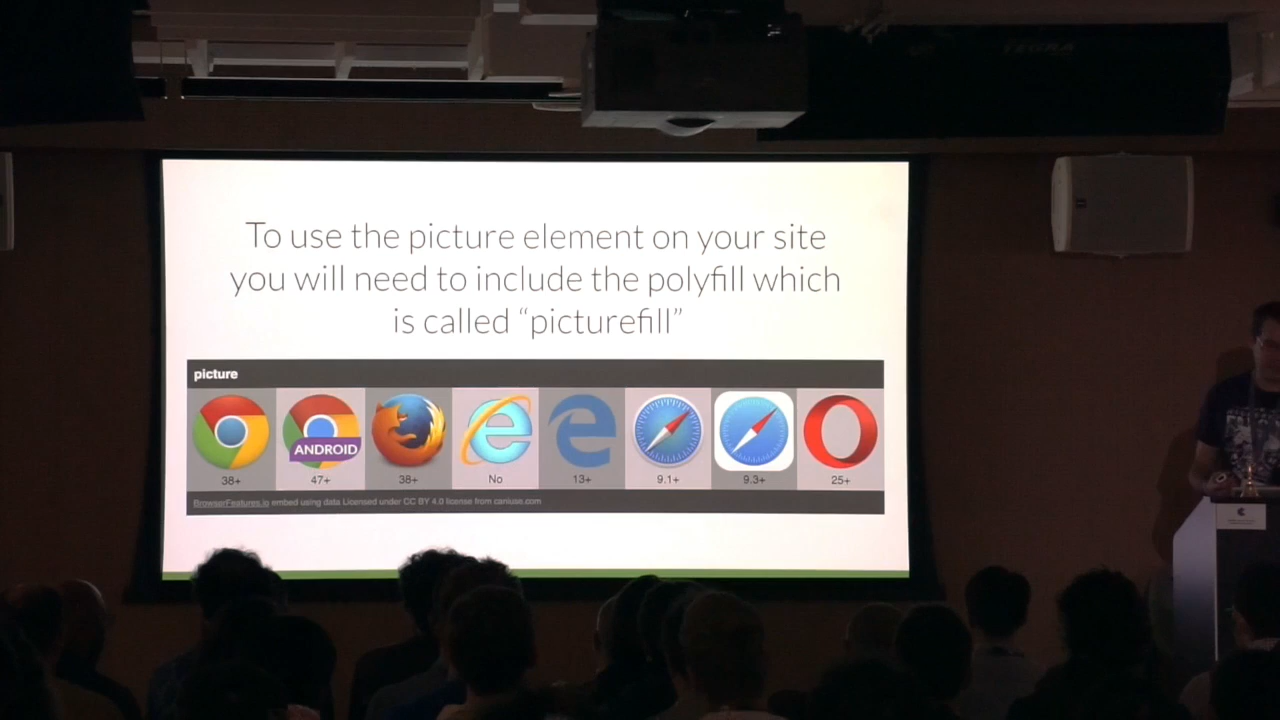 To use the picture element on your site
you will need to include the polyfill which
is called “picturefill”
picture
ANDROID
38+ 47+ 38+ No 13+ 9.1+ 9.3+ 25+
BrowserFeatures.io embed using data Licensed under CC BY 4.0 license from caniuse.com